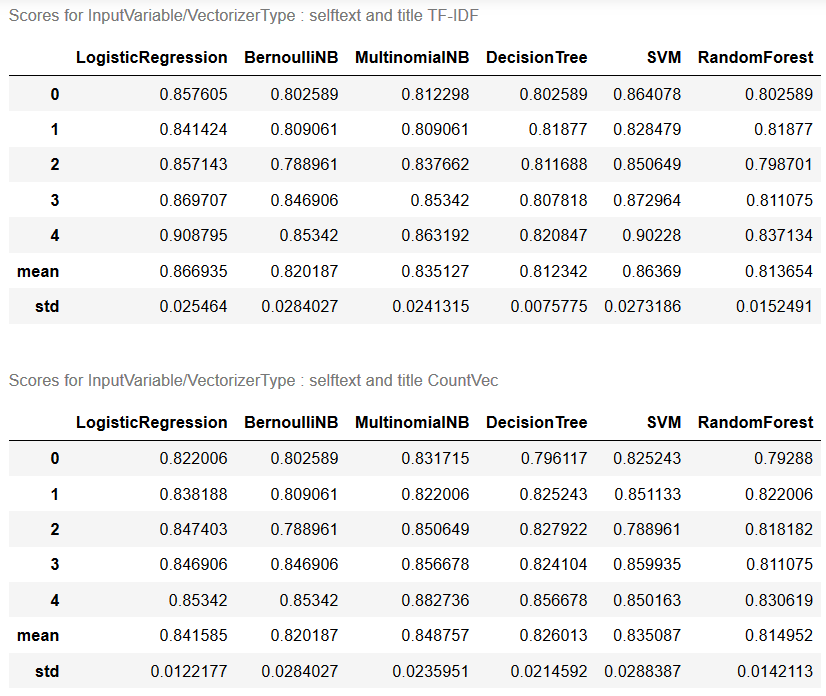 Scores for InputVariable/VectorizerType : selftext and title TF-IDF
LogisticRegression BernoulliNB MultinomialNB DecisionTree SVM RandomForest
0 0.857605 0.802589 0.812298 0.802589 0.864078 0.802589
1 0.841424 0.809061 0.809061 0.81877 0.828479 0.81877
2 0.857143 0.788961 0.837662 0.811688 0.850649 0.798701
3 0.869707 0.846906 0.85342 0.807818 0.872964 0.811075
4 0.908795 0.85342 0.863192 0.820847 0.90228 0.837134
mean 0.866935 0.820187 0.835127 0.812342 0.86369 0.813654
std 0.025464 0.0284027 0.0241315 0.0075775 0.0273186 0.0152491
Scores for InputVariable/VectorizerType : selftext and title CountVec
LogisticRegression BernoulliNB MultinomialNB DecisionTree SVM RandomForest
0 0.822006 0.802589 0.831715 0.796117 0.825243 0.79288
1 0.838188 0.809061 0.822006 0.825243 0.851133 0.822006
2 0.847403 0.788961 0.850649 0.827922 0.788961 0.818182
3 0.846906 0.846906 0.856678 0.824104 0.859935 0.811075
4 0.85342 0.85342 0.882736 0.856678 0.850163 0.830619
mean 0.841585 0.820187 0.848757 0.826013 0.835087 0.814952
std 0.0122177 0.0284027 0.0235951 0.0214592 0.0288387 0.0142113